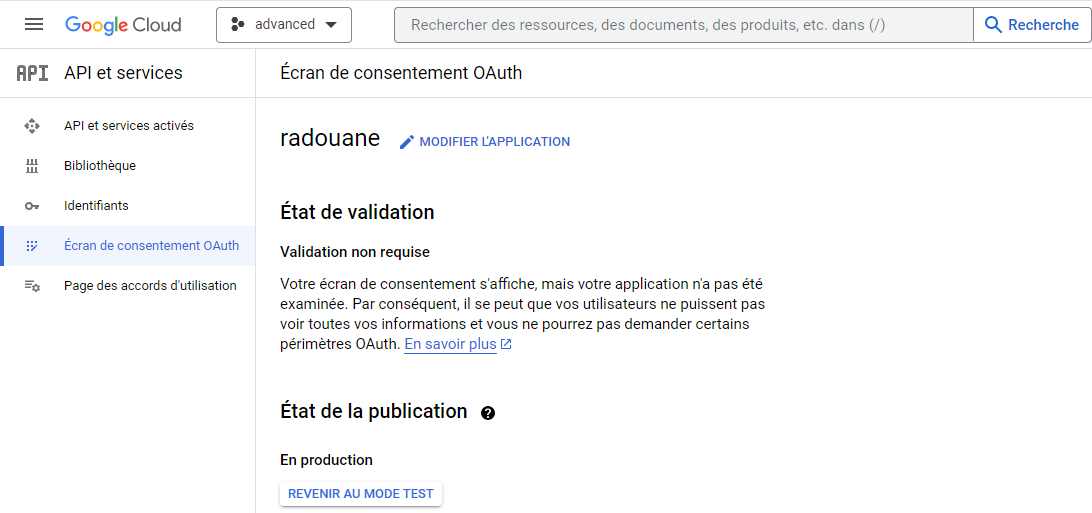 Google Cloud
advanced
Rechercher des ressources, des documents, des produits, etc. dans (/)
Recherche
API
API et services
Écran de consentement OAuth
API et services activés
Bibliothèque
Identifiants
Écran de consentement OAuth
Page des accords d'utilisation
radouane
MODIFIER L'APPLICATION
État de validation
Validation non requise
Votre écran de consentement s'affiche, mais votre application n'a pas été
examinée. Par conséquent, il se peut que vos utilisateurs ne puissent pas
voir toutes vos informations et vous ne pourrez pas demander certains
périmètres OAuth. En savoir plus
État de la publication
En production
REVENIR AU MODE TEST